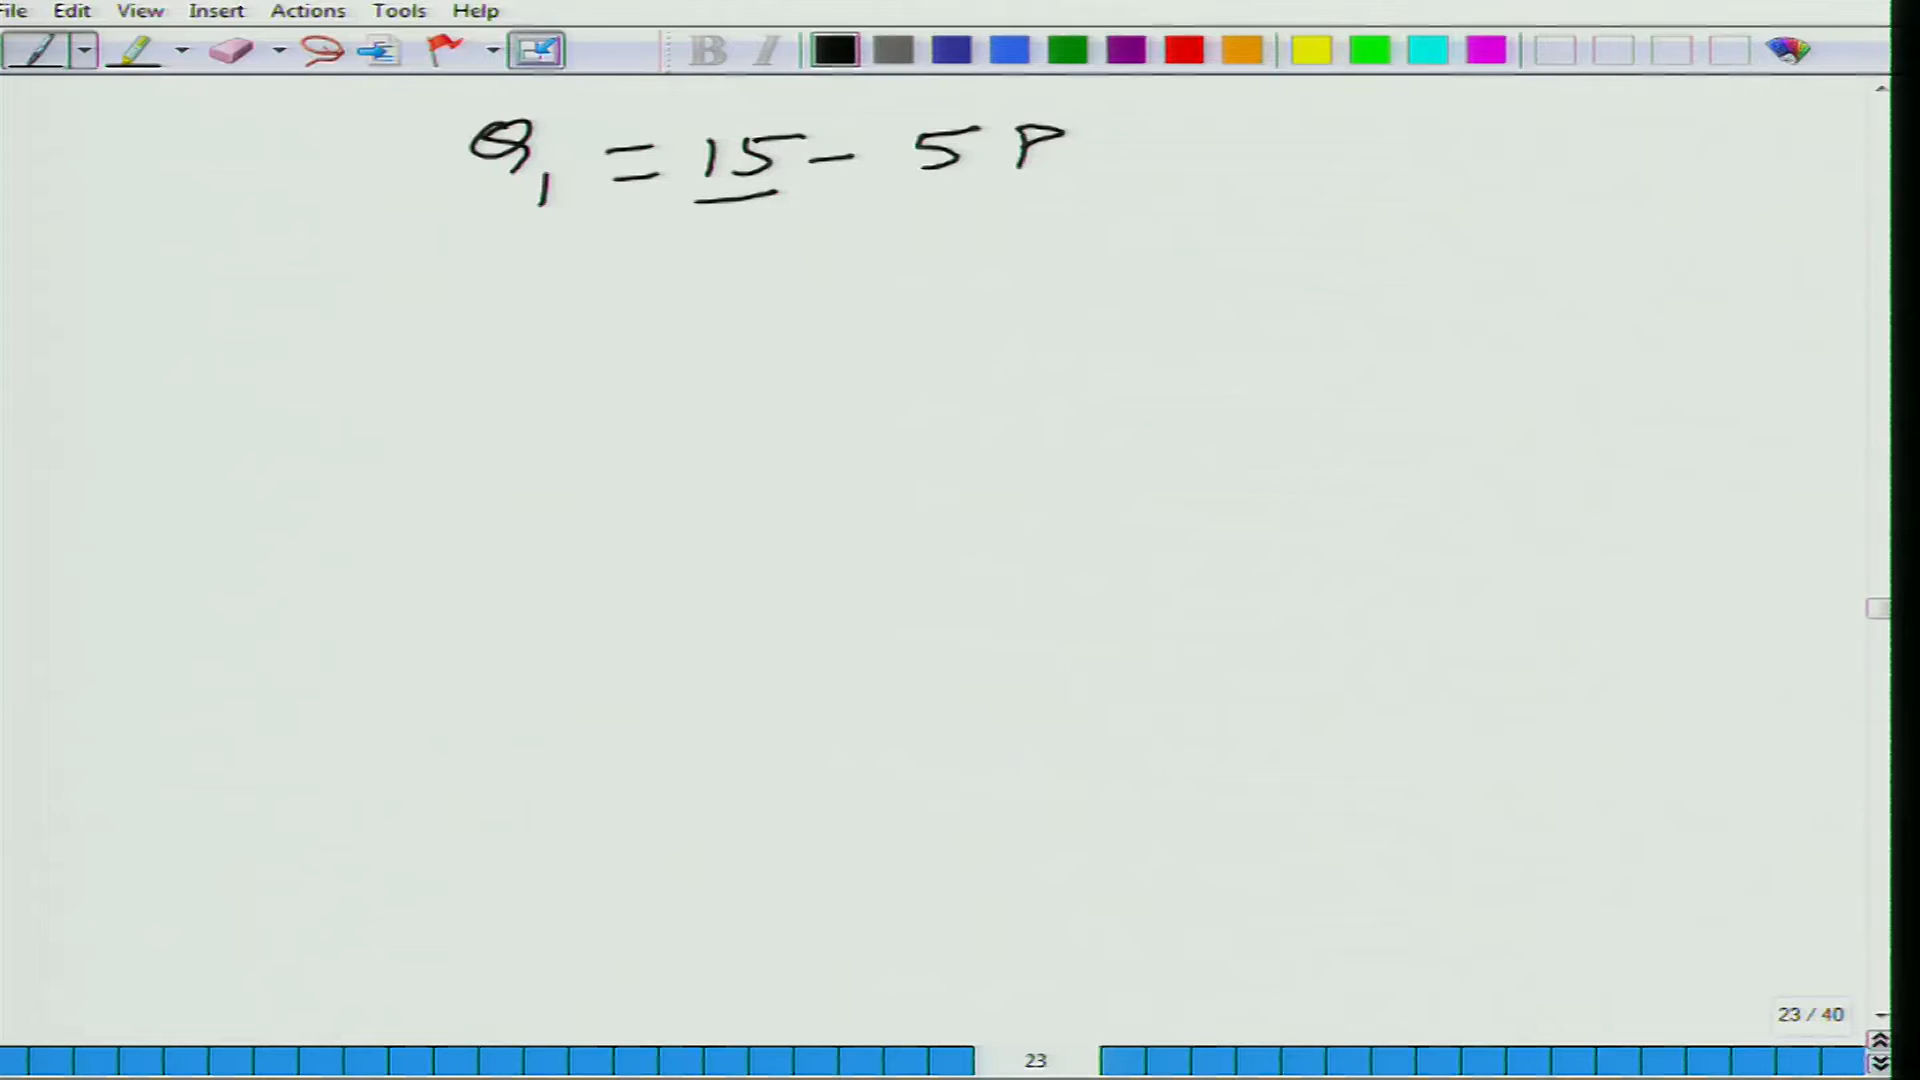 File Edit View Insert Actions Tools Help
B I
Q₁ = 15 - 5 P
23 / 40
23